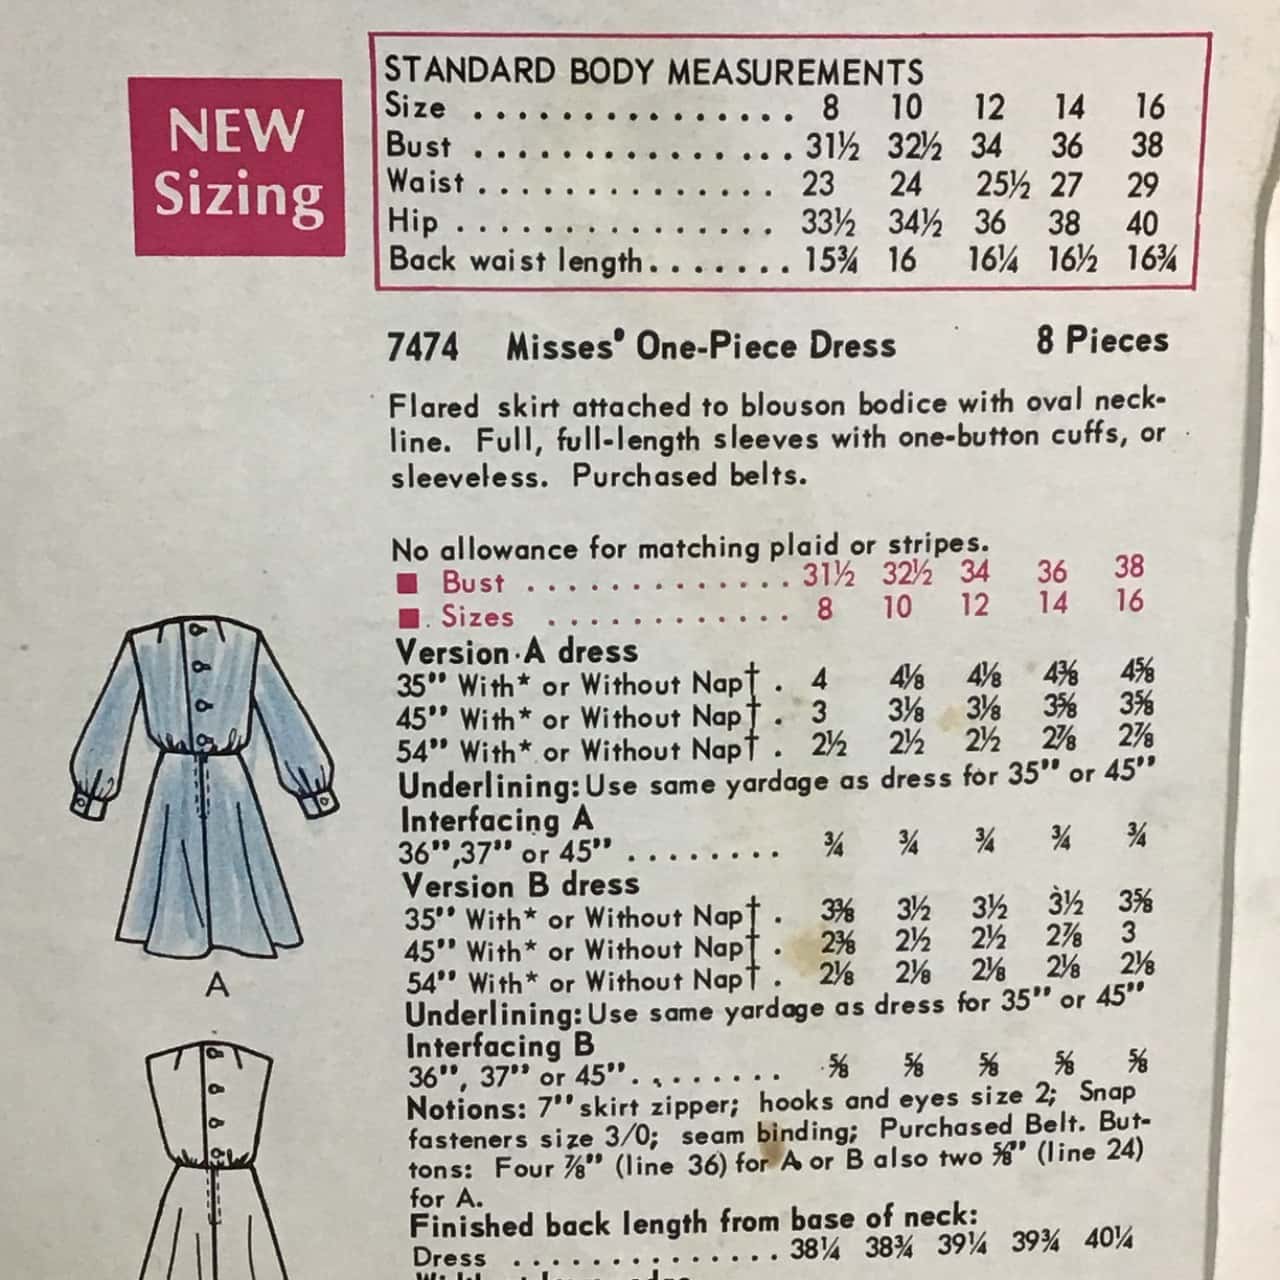 NEW
Sizing
STANDARD BODY MEASUREMENTS
Size . . . . . . . . . . . . . . . 8 10 12 14 16
Bust . . . . . . . . . . . . . . . 31½ 32½ 34 36 38
Waist . . . . . . . . . . . . . . 23 24 25½ 27 29
Hip . . . . . . . . . . . . . . . 33½ 34½ 36 38 40
Back waist length . . . . . . . 15¾ 16 16¼ 16½ 16¾
7474 Misses' One-Piece Dress 8 Pieces
Flared skirt attached to blouson bodice with oval neck-
line. Full, full-length sleeves with one-button cuffs, or
sleeveless. Purchased belts.
No allowance for matching plaid or stripes.
■ Bust . . . . . . . . . . . . . 31½ 32½ 34 36 38
■ Sizes . . . . . . . . . . . . 8 10 12 14 16
Version A dress
35" With* or Without Nap† . 4 4⅛ 4⅛ 4⅜ 4⅝
45" With* or Without Nap† . 3 3⅛ 3⅛ 3⅝ 3⅝
54" With* or Without Nap† . 2½ 2½ 2½ 2⅞ 2⅞
Underlining: Use same yardage as dress for 35" or 45"
Interfacing A
36",37" or 45" . . . . . . . . ¾ ¾ ¾ ¾ ¾
Version B dress
35" With* or Without Nap† . 3⅜ 3½ 3½ 3½ 3⅝
45" With* or Without Nap† . 2⅜ 2½ 2½ 2⅞ 3
54" With* or Without Nap† . 2⅛ 2⅛ 2⅛ 2⅛ 2⅛
Underlining: Use same yardage as dress for 35" or 45"
Interfacing B
36", 37" or 45" . . . . . . . . ⅝ ⅝ ⅝ ⅝ ⅝
Notions: 7" skirt zipper; hooks and eyes size 2; Snap
fasteners size 3/0; seam binding; Purchased Belt. But-
tons: Four ⅞" (line 36) for A or B also two ⅝" (line 24)
for A.
Finished back length from base of neck:
Dress . . . . . . . . . . . . . 38¼ 38¾ 39¼ 39¾ 40¼
A